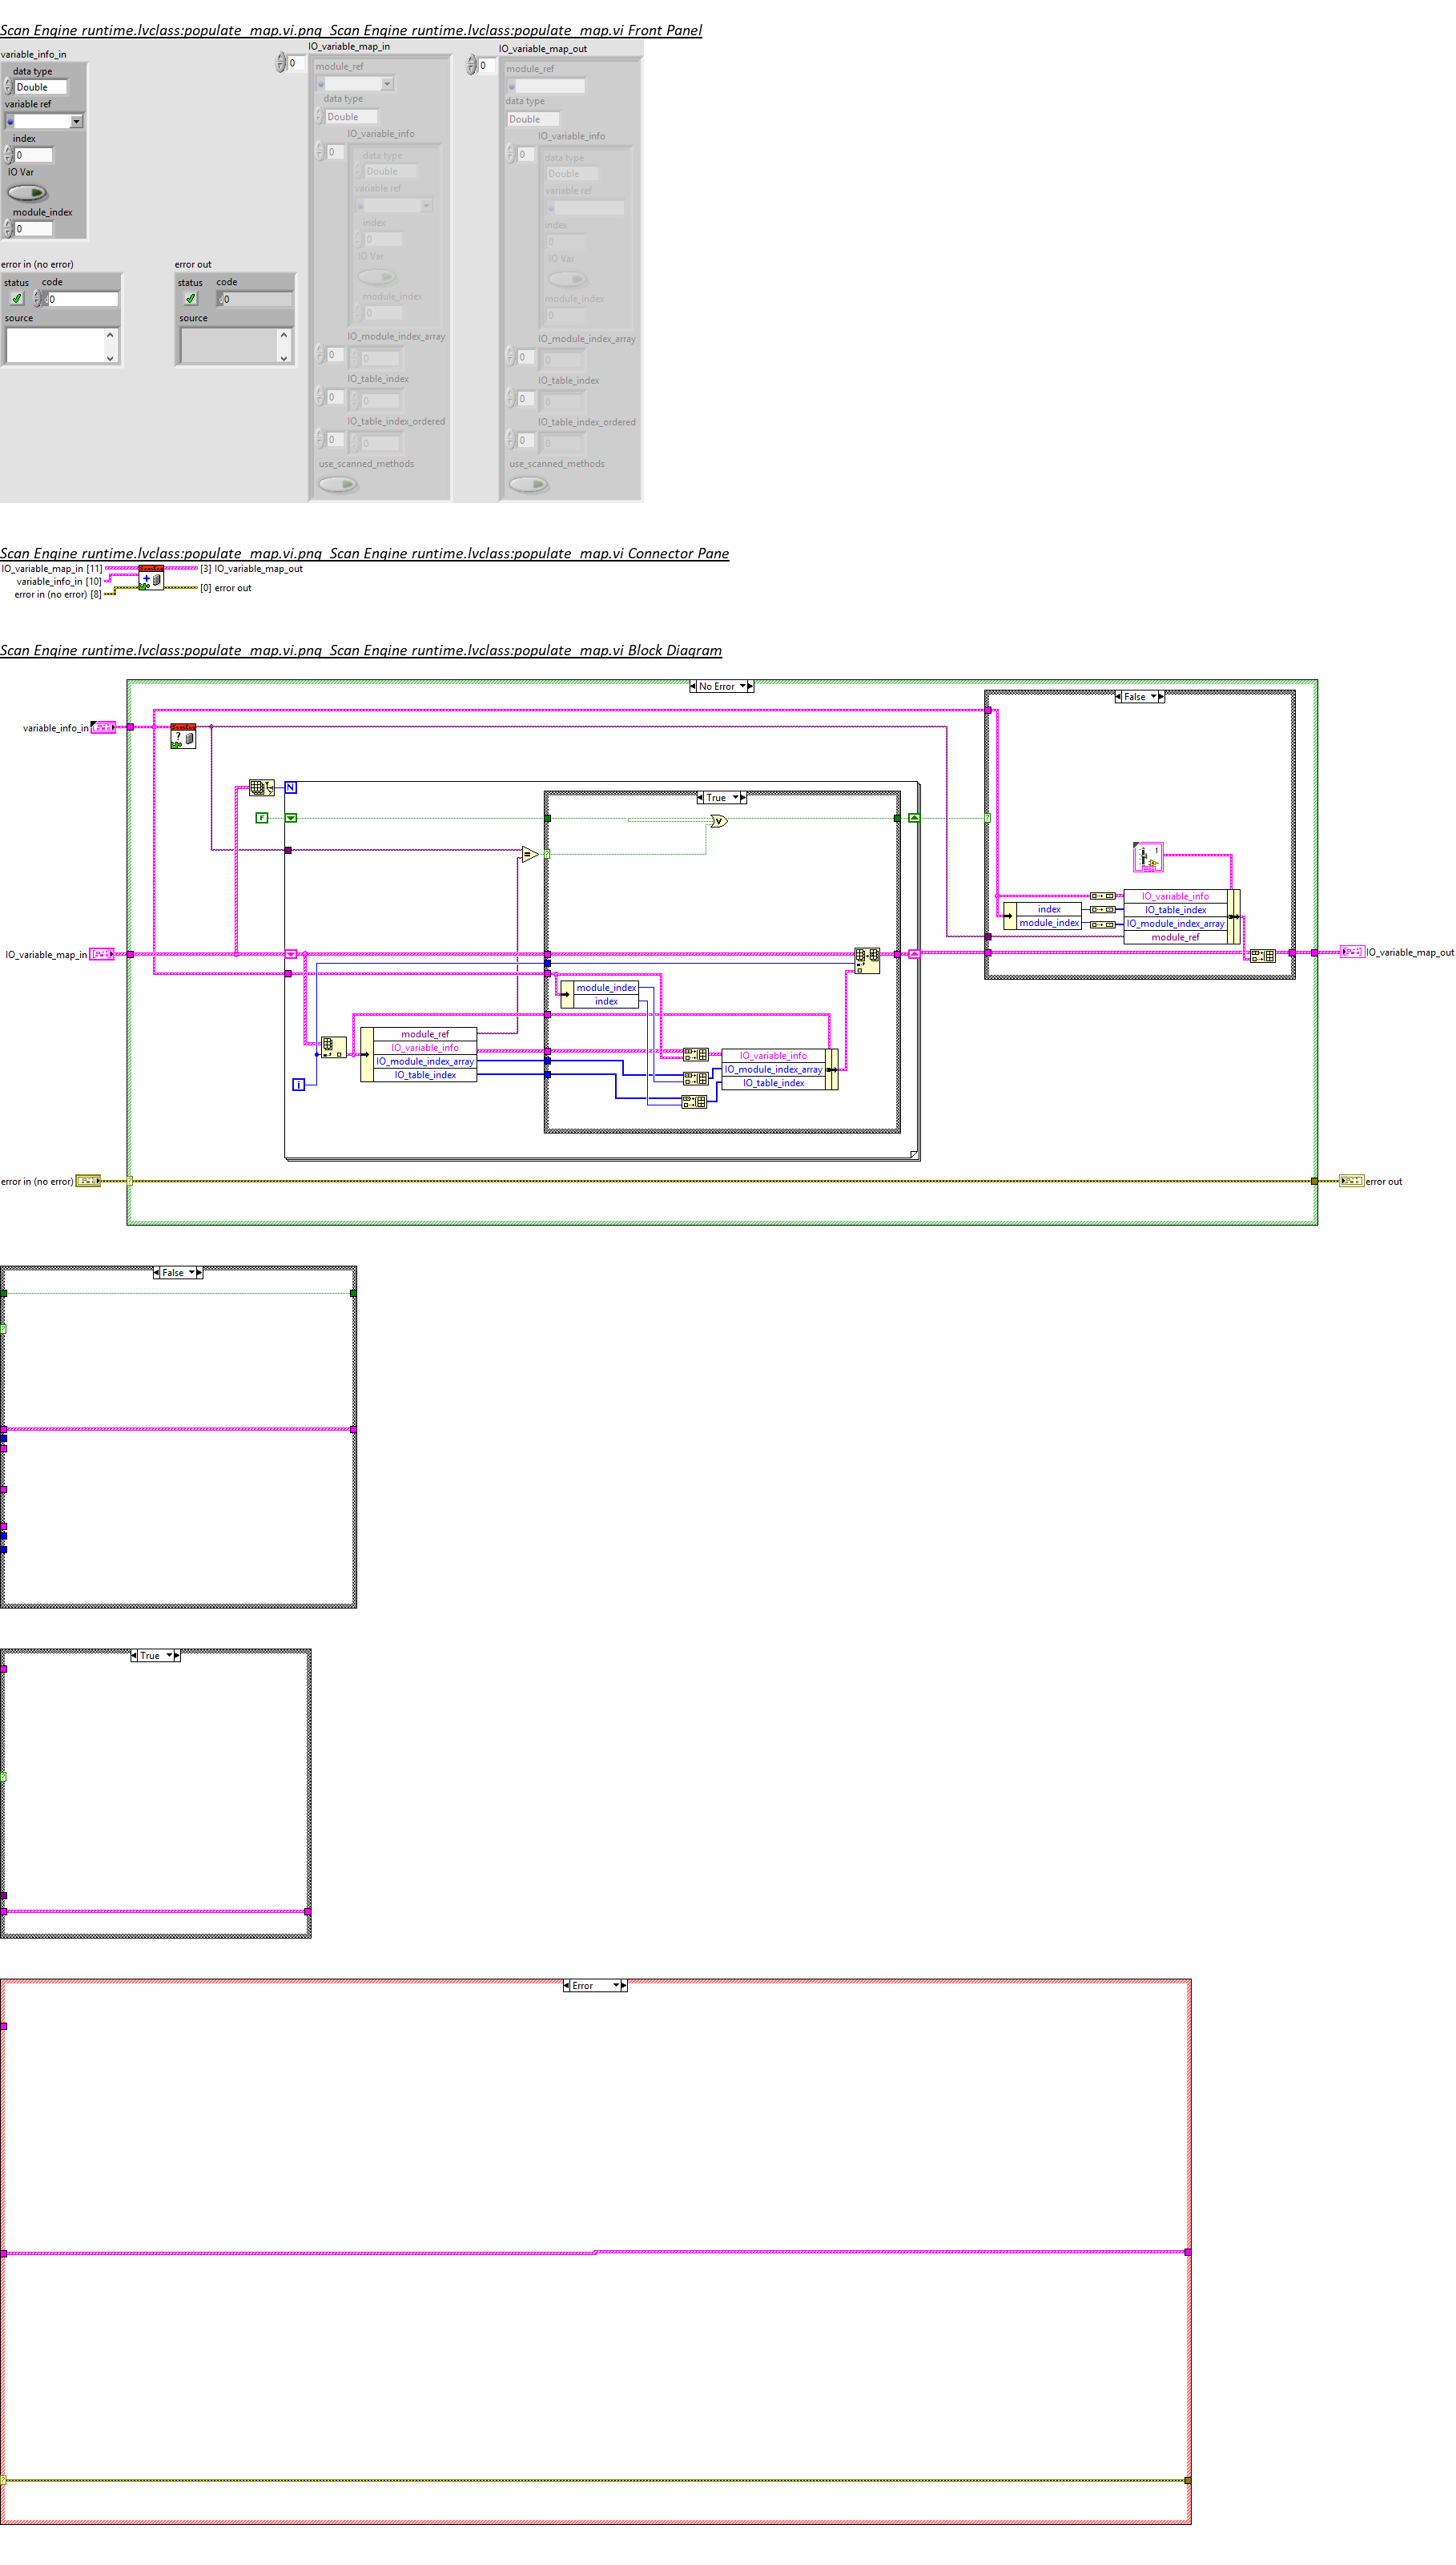 Scan Engine runtime.lvclass:populate_map.vi.png  Scan Engine runtime.lvclass:populate_map.vi Front Panel
variable_info_in
data type
Double
variable ref
index
0
IO Var
module_index
0
error in (no error)
status
code
0
source
error out
status
code
0
source
IO_variable_map_in
0
module_ref
data type
Double
IO_variable_info
0
data type
Double
variable ref
index
0
IO Var
module_index
0
IO_module_index_array
0
0
IO_table_index
0
0
IO_table_index_ordered
0
0
use_scanned_methods
IO_variable_map_out
0
module_ref
data type
Double
IO_variable_info
0
data type
Double
variable ref
index
0
IO Var
module_index
0
IO_module_index_array
0
0
IO_table_index
0
0
IO_table_index_ordered
0
0
use_scanned_methods
Scan Engine runtime.lvclass:populate_map.vi.png  Scan Engine runtime.lvclass:populate_map.vi Connector Pane
IO_variable_map_in [11]
variable_info_in [10]
error in (no error) [8]
[3] IO_variable_map_out
[0] error out
Scan Engine runtime.lvclass:populate_map.vi.png  Scan Engine runtime.lvclass:populate_map.vi Block Diagram
No Error
False
variable_info_in
?
N
True
F
V
=
1
IO_variable_info
index
IO_table_index
module_index
IO_module_index_array
module_ref
IO_variable_map_in
IO_variable_map_out
module_index
index
module_ref
IO_variable_info
IO_module_index_array
IO_table_index
IO_variable_info
IO_module_index_array
IO_table_index
i
error in (no error)
error out
False
True
Error